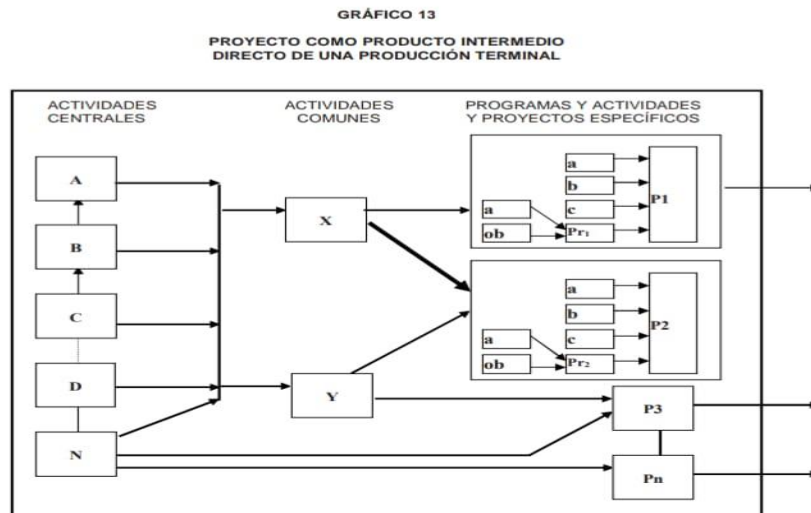 GRÁFICO 13
PROYECTO COMO PRODUCTO INTERMEDIO
DIRECTO DE UNA PRODUCCIÓN TERMINAL
ACTIVIDADES
CENTRALES
ACTIVIDADES
COMUNES
PROGRAMAS Y ACTIVIDADES
Y PROYECTOS ESPECÍFICOS
A
B
C
D
N
X
Y
a
b
c
Pr1
a
ob
P1
a
b
c
Pr2
a
ob
P2
P3
Pn